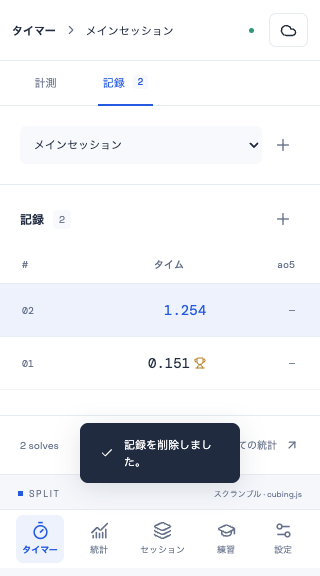 タイマー メインセッション
計測 記録 2
メインセッション
記録 2
# タイム ao5
02 1.254 –
01 0.151 –
2 solves ての統計
記録を削除しまし
た。
SPLIT スクランブル · cubing.js
タイマー 統計 セッション 練習 設定